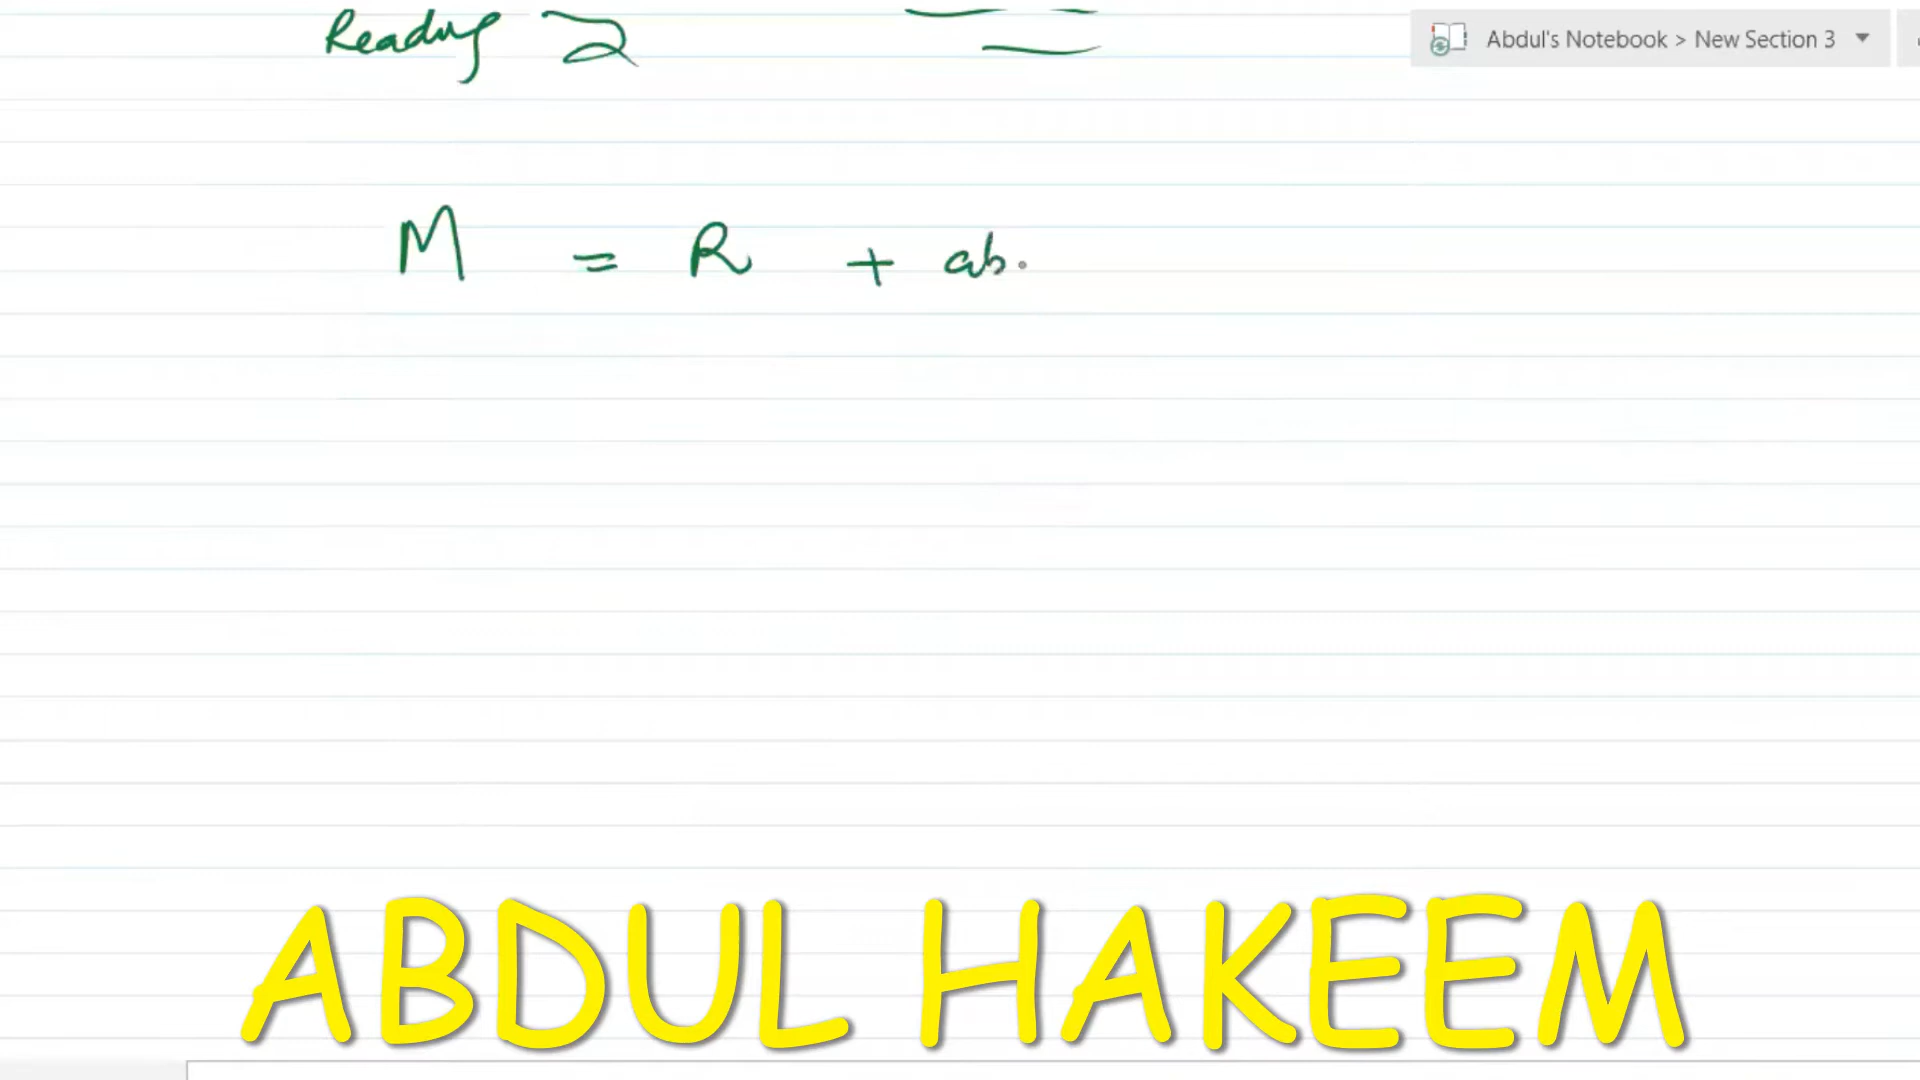 Reading 2
Abdul's Notebook > New Section 3
M = R + ab
ABDUL HAKEEM